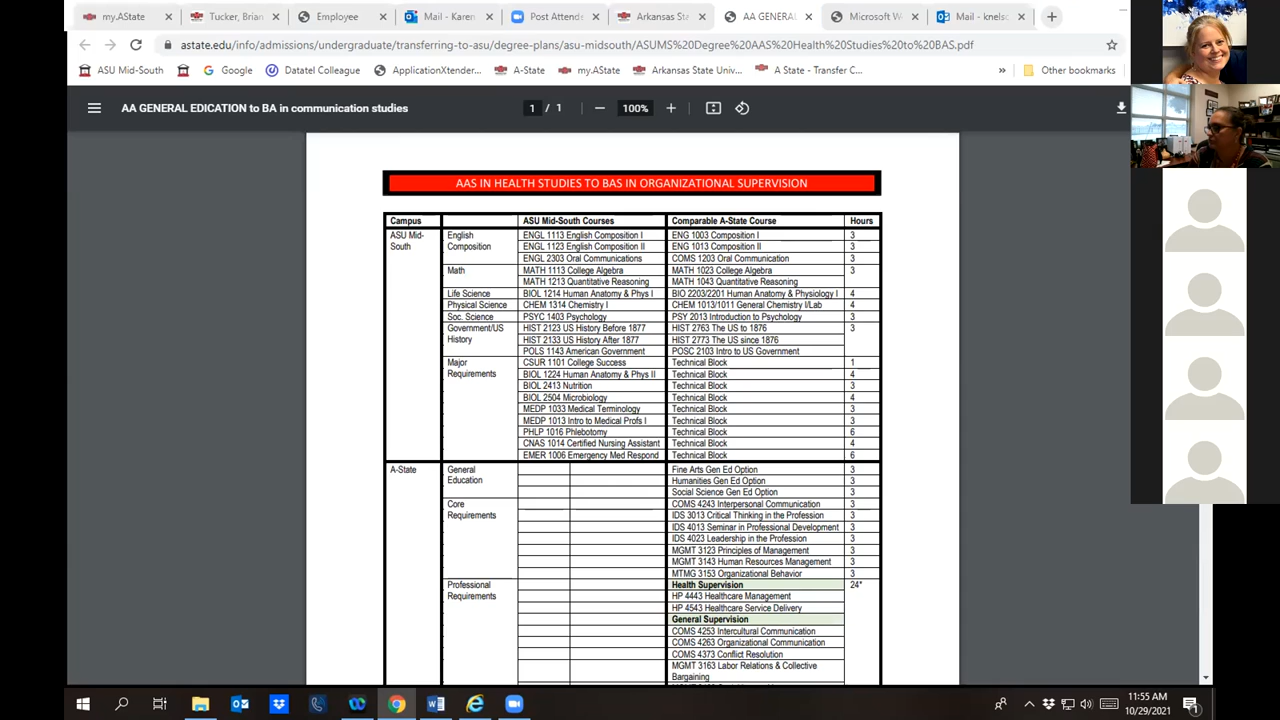 my.AState
Tucker, Brian
Employee
Mail - Karen
Post Attende
Arkansas Sta
AA GENERAL
Microsoft W
Mail - knelso
astate.edu/info/admissions/undergraduate/transferring-to-asu/degree-plans/asu-midsouth/ASUMS%20Degree%20AAS%20Health%20Studies%20to%20BAS.pdf
ASU Mid-South Google Datatel Colleague ApplicationXtender... A-State my.AState Arkansas State Univ... A State - Transfer C... » Other bookmarks
AA GENERAL EDICATION to BA in communication studies 1 / 1 100%
AAS IN HEALTH STUDIES TO BAS IN ORGANIZATIONAL SUPERVISION
Campus ASU Mid-South Courses Comparable A-State Course Hours
ASU Mid- English ENGL 1113 English Composition I ENG 1003 Composition I 3
South Composition ENGL 1123 English Composition II ENG 1013 Composition II 3
ENGL 2303 Oral Communications COMS 1203 Oral Communication 3
Math MATH 1113 College Algebra MATH 1023 College Algebra 3
MATH 1213 Quantitative Reasoning MATH 1043 Quantitative Reasoning
Life Science BIOL 1214 Human Anatomy & Phys I BIO 2203/2201 Human Anatomy & Physiology I 4
Physical Science CHEM 1314 Chemistry I CHEM 1013/1011 General Chemistry I/Lab 4
Soc. Science PSYC 1403 Psychology PSY 2013 Introduction to Psychology 3
Government/US HIST 2123 US History Before 1877 HIST 2763 The US to 1876 3
History HIST 2133 US History After 1877 HIST 2773 The US since 1876
POLS 1143 American Government POSC 2103 Intro to US Government
Major CSUR 1101 College Success Technical Block 1
Requirements BIOL 1224 Human Anatomy & Phys II Technical Block 4
BIOL 2413 Nutrition Technical Block 3
BIOL 2504 Microbiology Technical Block 4
MEDP 1033 Medical Terminology Technical Block 3
MEDP 1013 Intro to Medical Profs I Technical Block 3
PHLP 1016 Phlebotomy Technical Block 6
CNAS 1014 Certified Nursing Assistant Technical Block 4
EMER 1006 Emergency Med Respond Technical Block 6
A-State General Fine Arts Gen Ed Option 3
Education Humanities Gen Ed Option 3
Social Science Gen Ed Option 3
Core COMS 4243 Interpersonal Communication 3
Requirements IDS 3013 Critical Thinking in the Profession 3
IDS 4013 Seminar in Professional Development 3
IDS 4023 Leadership in the Profession 3
MGMT 3123 Principles of Management 3
MGMT 3143 Human Resources Management 3
MTMG 3153 Organizational Behavior 3
Professional Health Supervision 24*
Requirements HP 4443 Healthcare Management
HP 4543 Healthcare Service Delivery
General Supervision
COMS 4253 Intercultural Communication
COMS 4263 Organizational Communication
COMS 4373 Conflict Resolution
MGMT 3163 Labor Relations & Collective
Bargaining
11:55 AM
10/29/2021